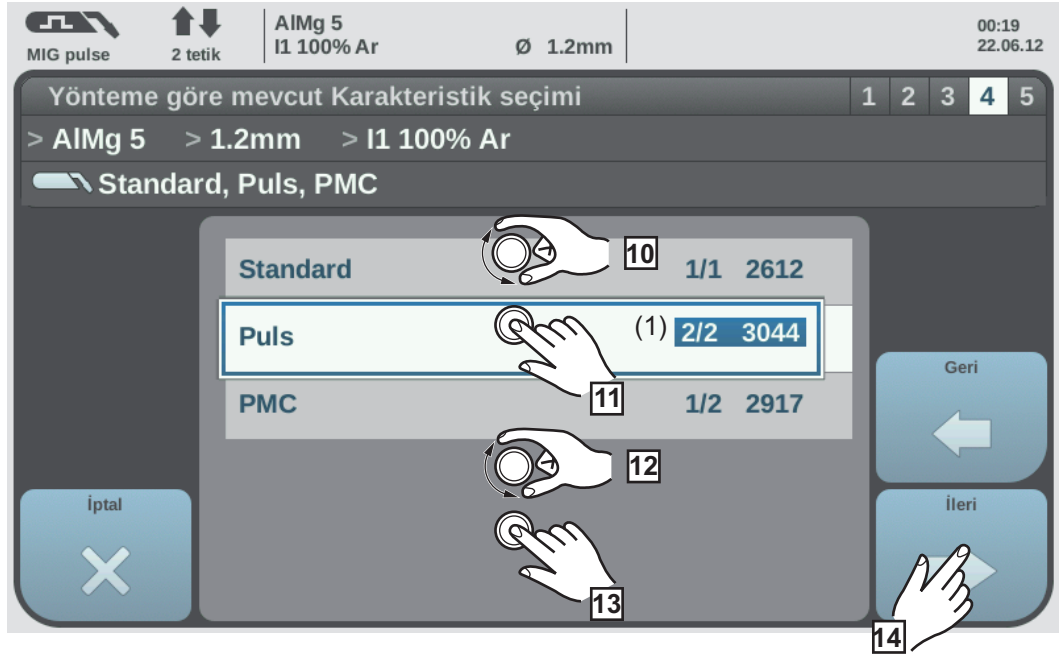 MIG pulse
2 tetik
AlMg 5
I1 100% Ar
Ø 1.2mm
00:19
22.06.12
Yönteme göre mevcut Karakteristik seçimi
1 2 3 4 5
> AlMg 5 > 1.2mm > I1 100% Ar
Standard, Puls, PMC
10
Standard 1/1 2612
Puls (1) 2/2 3044
11
PMC 1/2 2917
Geri
12
İptal
İleri
13
14